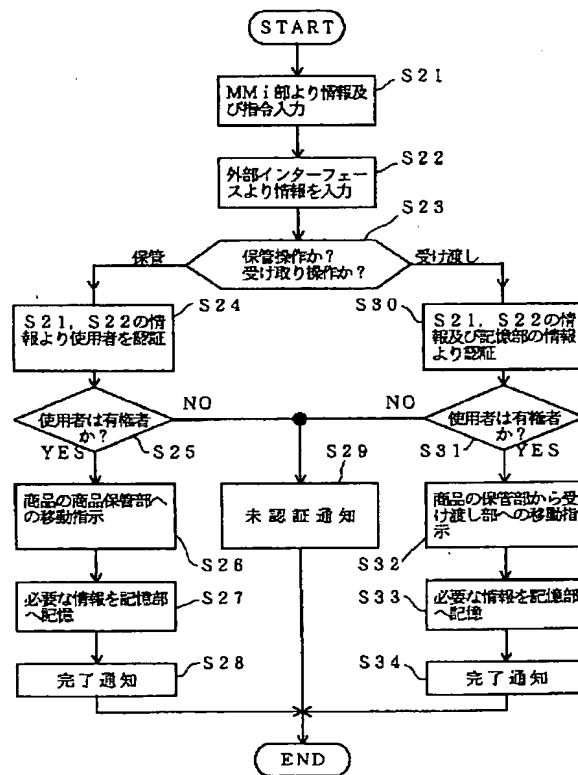 START
S21
MMi部より情報及
び指令入力
S22
外部インターフェー
スより情報を入力
S23
保管操作か?
受け取り操作か?
保管
受け渡し
S24
S21,S22の情
報より使用者を認証
S30
S21,S22の情
報及び記憶部の情報
より認証
使用者は有権者
か?
NO
YES
S25
NO
使用者は有権者
か?
S31
YES
S29
商品の商品保管部へ
の移動指示
未認証通知
商品の保管部から受
け渡し部への移動指
示
S26
S32
必要な情報を記憶部
へ記憶
S27
S33
必要な情報を記憶部
へ記憶
S28
完了通知
S34
完了通知
END